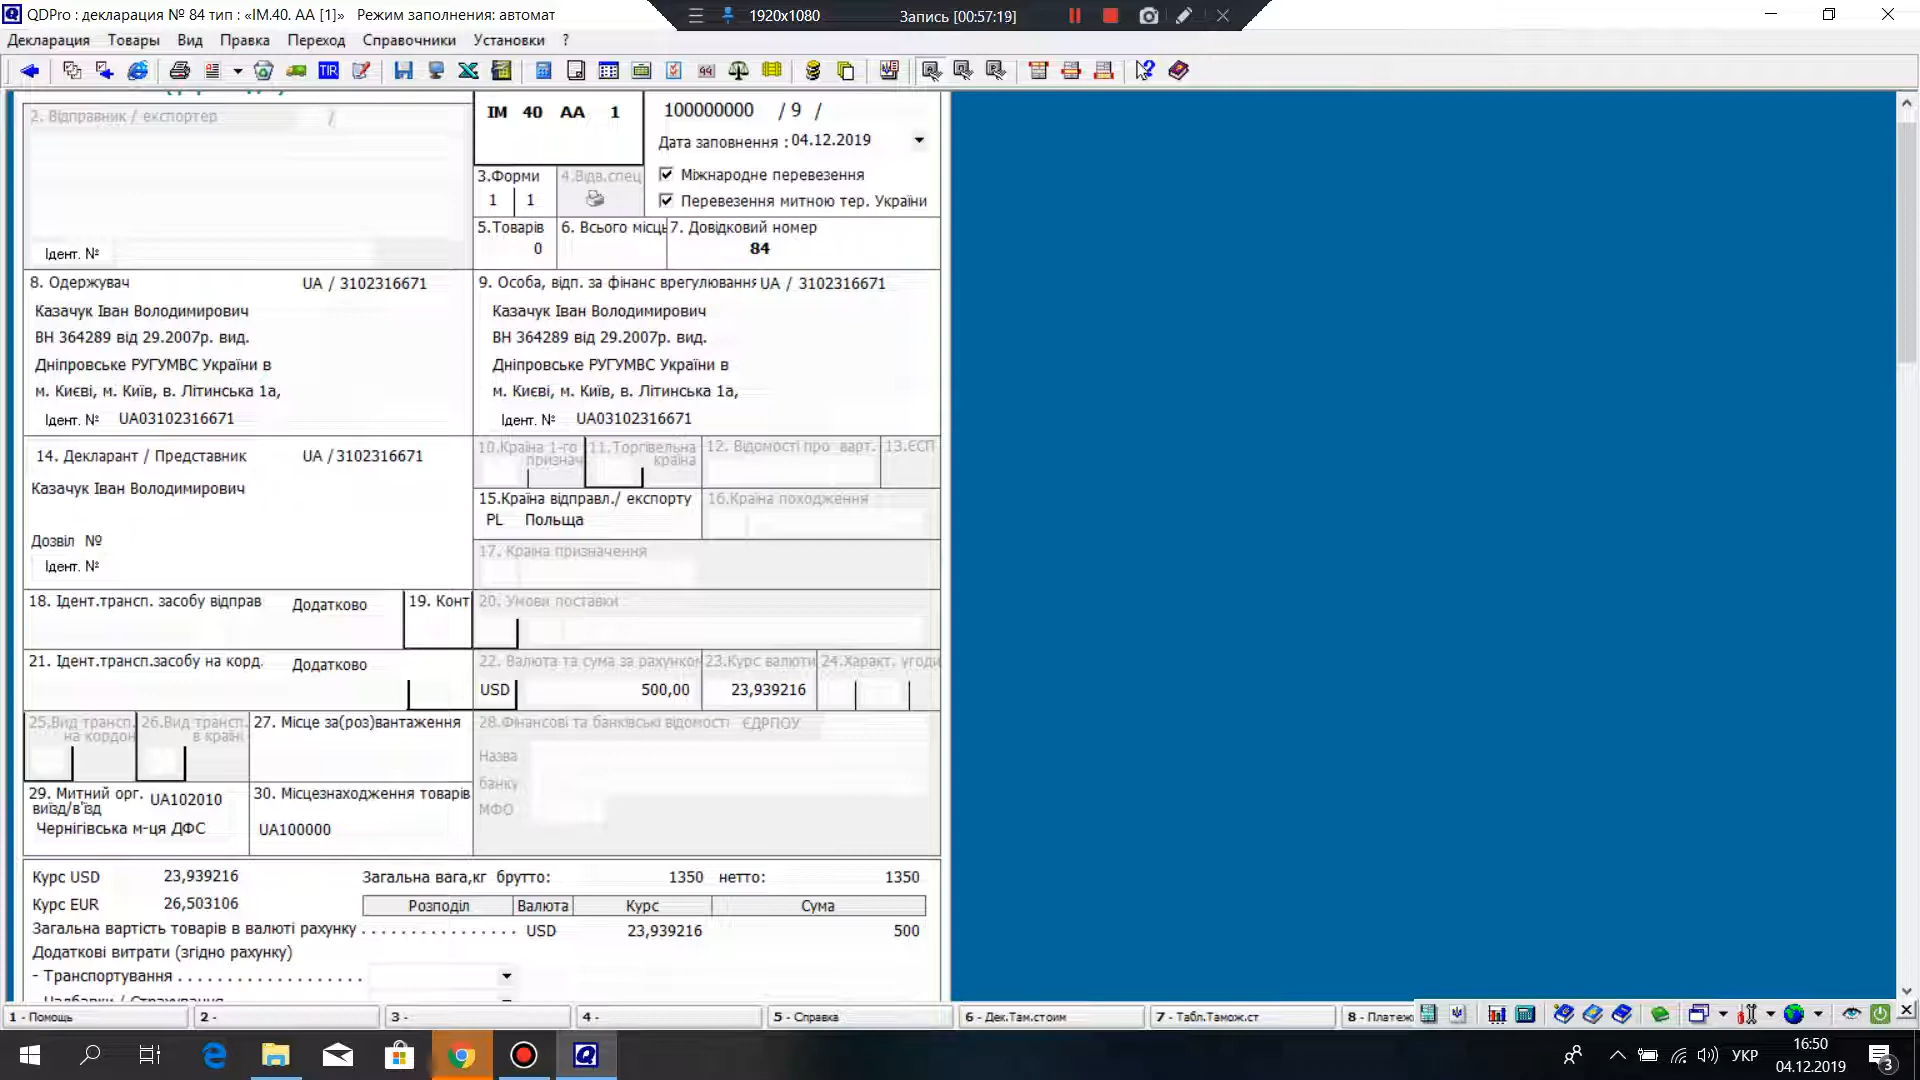 QDPro : декларация № 84 тип : «ІМ.40. АА [1]» Режим заполнения: автомат
1920x1080
Запись [00:57:19]
Декларация Товары Вид Правка Переход Справочники Установки ?
TIR
2. Відправник / експортер /
Ідент. №
IM 40 AA 1
100000000 / 9 /
Дата заповнення : 04.12.2019
Міжнародне перевезення
Перевезення митною тер. України
3.Форми
1 1
4.Відв.спец
5.Товарів
0
6. Всього місць
7. Довідковий номер
84
8. Одержувач UA / 3102316671
Казачук Іван Володимирович
ВН 364289 від 29.2007р. вид.
Дніпровське РУГУМВС України в
м. Києві, м. Київ, в. Літинська 1а,
Ідент. № UA03102316671
9. Особа, відп. за фінанс врегулювання UA / 3102316671
Казачук Іван Володимирович
ВН 364289 від 29.2007р. вид.
Дніпровське РУГУМВС України в
м. Києві, м. Київ, в. Літинська 1а,
Ідент. № UA03102316671
14. Декларант / Представник UA / 3102316671
Казачук Іван Володимирович
Дозвіл №
Ідент. №
10.Країна 1-го
признач
11.Торгівельна
країна
12. Відомості про варт.
13.ЄСП
15.Країна відправл./ експорту
PL Польща
16.Країна походження
17. Країна призначення
18. Ідент.трансп. засобу відправ Додатково
19. Конт
20. Умови поставки
21. Ідент.трансп.засобу на корд. Додатково
22. Валюта та сума за рахунком
USD 500,00
23.Курс валюти
23,939216
24.Характ. угоди
25.Вид трансп.
на кордон
26.Вид трансп.
в країні
27. Місце за(роз)вантаження
28.Фінансові та банківські відомості ЄДРПОУ
Назва
банку
МФО
29. Митний орг. UA102010
виїзд/в'їзд
Чернігівська м-ця ДФС
30. Місцезнаходження товарів
UA100000
Курс USD 23,939216 Загальна вага,кг брутто: 1350 нетто: 1350
Курс EUR 26,503106
Розподіл Валюта Курс Сума
Загальна вартість товарів в валюті рахунку . . . . . . . . . . . . . . . USD 23,939216 500
Додаткові витрати (згідно рахунку)
- Транспортування . . . . . . . . . . . . . . . . . .
1 - Помощь 2 - 3 - 4 - 5 - Справка 6 - Дек.Там.стоим 7 - Табл.Тамож.ст 8 - Платежо
УКР
16:50
04.12.2019
3